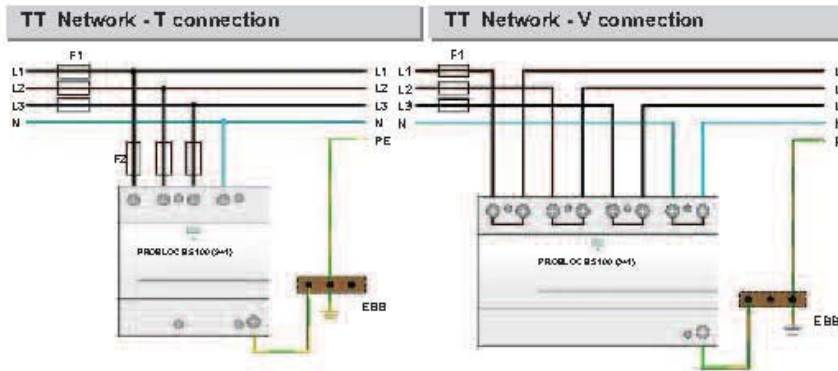 TT Network - T connection
F1
L1
L2
L3
N
L1
L2
L3
N
PE
F2
PROBLOC BS100 (3+1)
EBB
TT Network - V connection
F1
L1
L2
L3
N
L
L
L
N
P
PROBLOC BS100 (3+1)
EBB